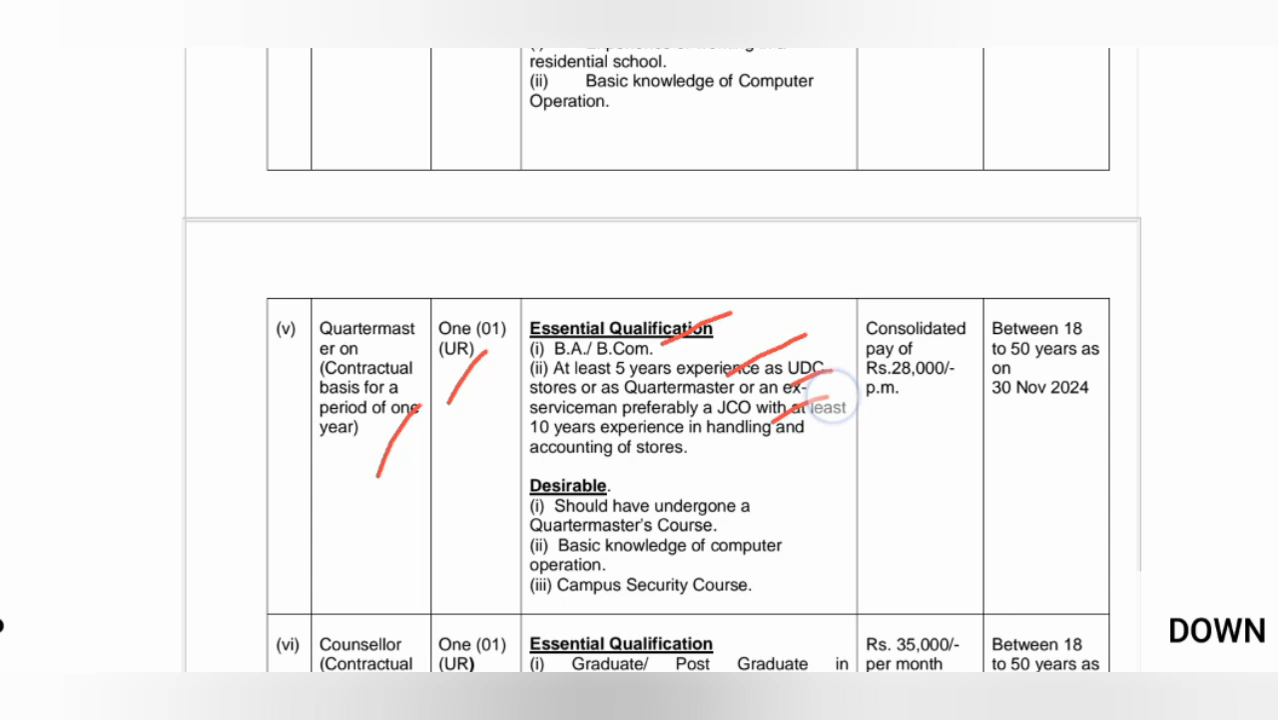 residential school.
(ii) Basic knowledge of Computer
Operation.
(v)
Quartermast
er on
(Contractual
basis for a
period of one
year)
One (01)
(UR)
Essential Qualification
(i) B.A./ B.Com.
(ii) At least 5 years experience as UDC
stores or as Quartermaster or an ex-
serviceman preferably a JCO with at least
10 years experience in handling and
accounting of stores.
Desirable.
(i) Should have undergone a
Quartermaster's Course.
(ii) Basic knowledge of computer
operation.
(iii) Campus Security Course.
Consolidated
pay of
Rs.28,000/-
p.m.
Between 18
to 50 years as
on
30 Nov 2024
(vi)
Counsellor
(Contractual
One (01)
(UR)
Essential Qualification
(i) Graduate/ Post Graduate in
Rs. 35,000/-
per month
Between 18
to 50 years as
DOWN